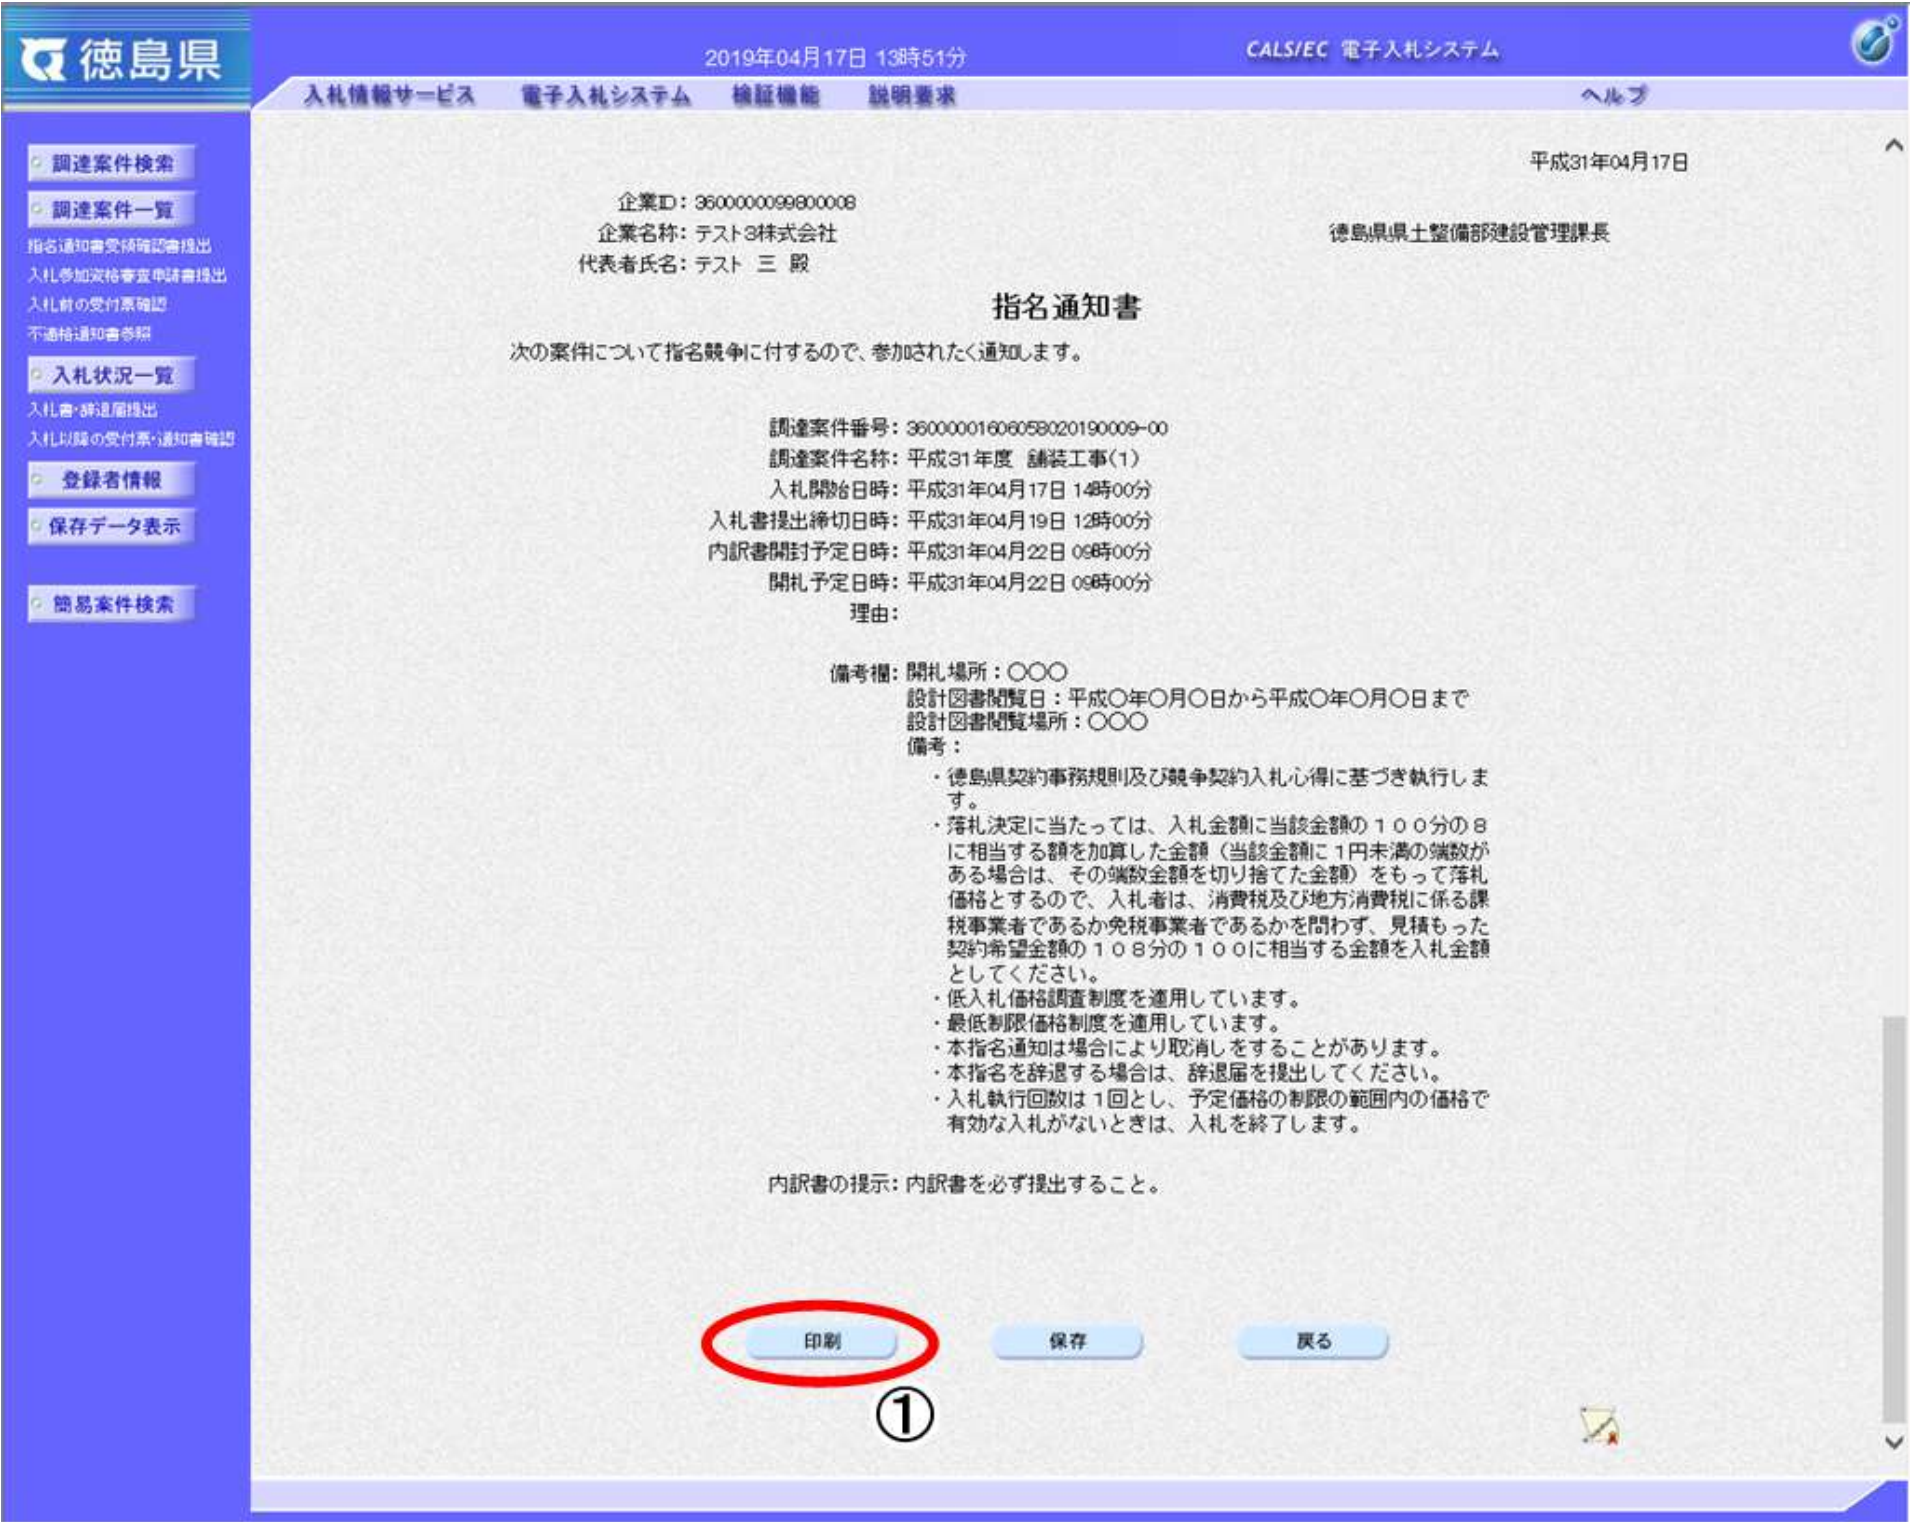 徳島県
2019年04月17日 13時51分
CALS/EC 電子入札システム
入札情報サービス 電子入札システム 検証機能 説明要求 ヘルプ
調達案件検索
調達案件一覧
指名通知書受領確認書提出
入札参加資格審査申請書提出
入札前の受付票確認
不適格通知書参照
入札状況一覧
入札書・辞退届提出
入札以降の受付票・通知書確認
登録者情報
保存データ表示
簡易案件検索
平成31年04月17日
企業ID：3600000099800008
企業名称：テスト3株式会社
代表者氏名：テスト 三 殿
徳島県県土整備部建設管理課長
指名通知書
次の案件について指名競争に付するので、参加されたく通知します。
調達案件番号：36000001606058020190009-00
調達案件名称：平成31年度 舗装工事(1)
入札開始日時：平成31年04月17日 14時00分
入札書提出締切日時：平成31年04月19日 12時00分
内訳書開封予定日時：平成31年04月22日 09時00分
開札予定日時：平成31年04月22日 09時00分
理由：
備考欄：開札場所：〇〇〇
設計図書閲覧日：平成〇年〇月〇日から平成〇年〇月〇日まで
設計図書閲覧場所：〇〇〇
備考：
・徳島県契約事務規則及び競争契約入札心得に基づき執行しま
す。
・落札決定に当たっては、入札金額に当該金額の１００分の８
に相当する額を加算した金額（当該金額に１円未満の端数が
ある場合は、その端数金額を切り捨てた金額）をもって落札
価格とするので、入札者は、消費税及び地方消費税に係る課
税事業者であるか免税事業者であるかを問わず、見積もった
契約希望金額の１０８分の１００に相当する金額を入札金額
としてください。
・低入札価格調査制度を適用しています。
・最低制限価格制度を適用しています。
・本指名通知は場合により取消しをすることがあります。
・本指名を辞退する場合は、辞退届を提出してください。
・入札執行回数は１回とし、予定価格の制限の範囲内の価格で
有効な入札がないときは、入札を終了します。
内訳書の提示：内訳書を必ず提出すること。
印刷 保存 戻る
①